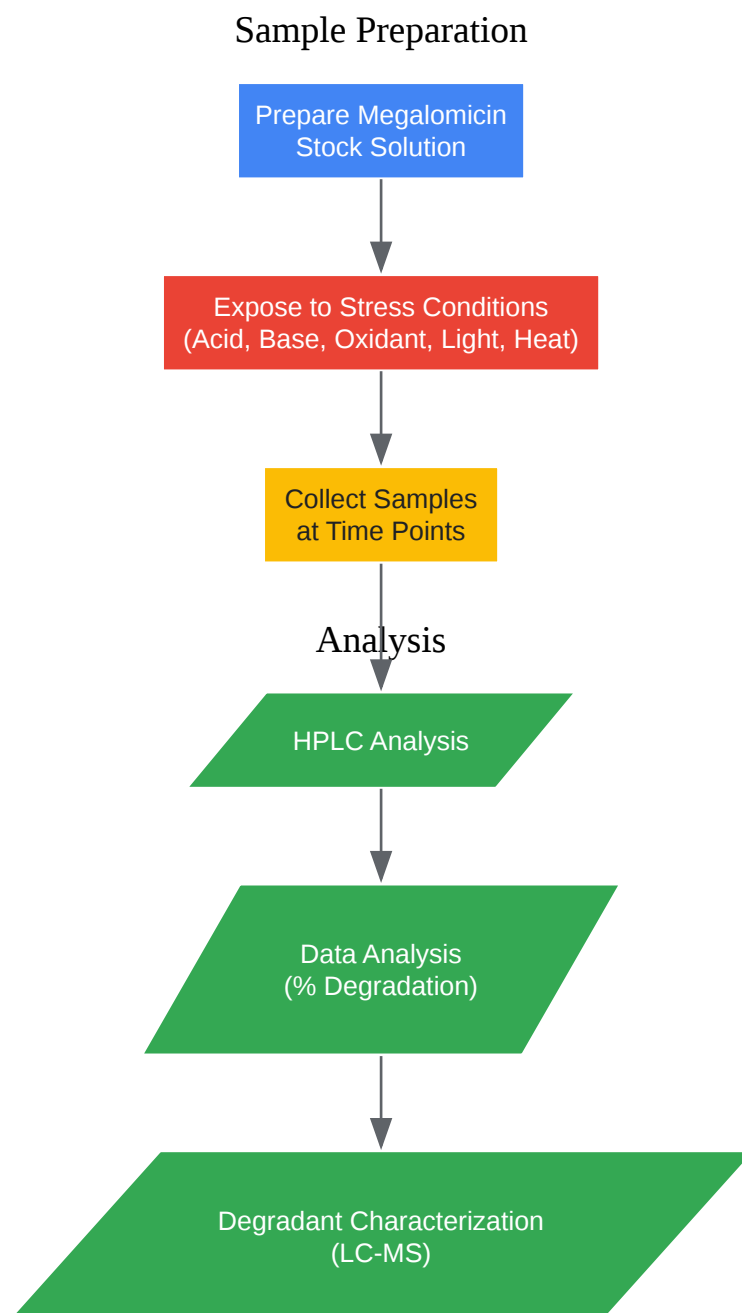 Sample Preparation
Prepare Megalomicin
Stock Solution
Expose to Stress Conditions
(Acid, Base, Oxidant, Light, Heat)
Collect Samples
at Time Points
Analysis
HPLC Analysis
Data Analysis
(% Degradation)
Degradant Characterization
(LC-MS)